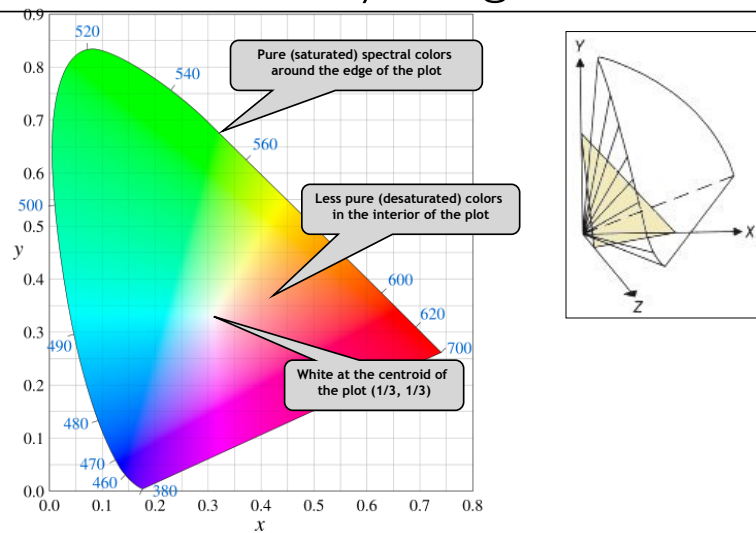 0.9
520
Pure (saturated) spectral colors
around the edge of the plot
Y
0.8
540
0.7
560
0.6
Less pure (desaturated) colors
in the interior of the plot
500
0.5
X
y
0.4
600
Z
620
0.3
490
700
White at the centroid of
the plot (1/3, 1/3)
0.2
480
0.1
470
460
380
0.0
0.0 0.1 0.2 0.3 0.4 0.5 0.6 0.7 0.8
x